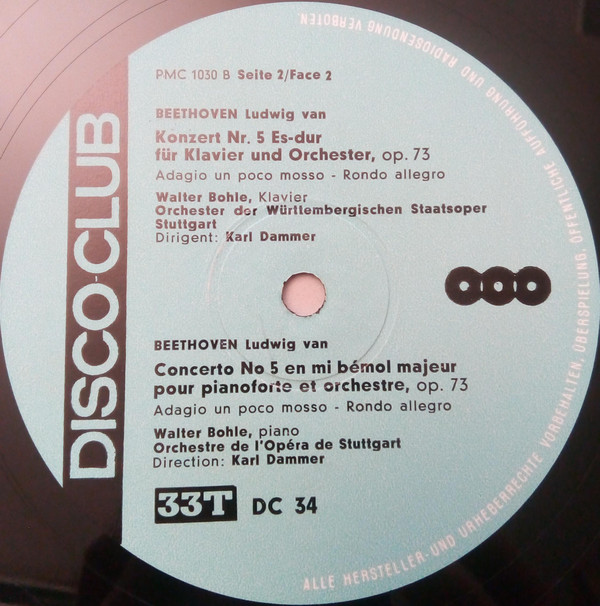 DISCO-CLUB
PMC 1030 B Seite 2/Face 2
BEETHOVEN Ludwig van
Konzert Nr. 5 Es-dur
für Klavier und Orchester, op. 73
Adagio un poco mosso - Rondo allegro
Walter Bohle, Klavier
Orchester der Württembergischen Staatsoper
Stuttgart
Dirigent: Karl Dammer
BEETHOVEN Ludwig van
Concerto No 5 en mi bémol majeur
pour pianoforte et orchestre, op. 73
Adagio un poco mosso - Rondo allegro
Walter Bohle, piano
Orchestre de l'Opéra de Stuttgart
Direction: Karl Dammer
33T DC 34
ALLE HERSTELLER- UND URHEBERRECHTE VORBEHALTEN. ÜBERSPIELUNG, ÖFFENTLICHE AUFFÜHRUNG UND RADIOSENDUNG VERBOTEN